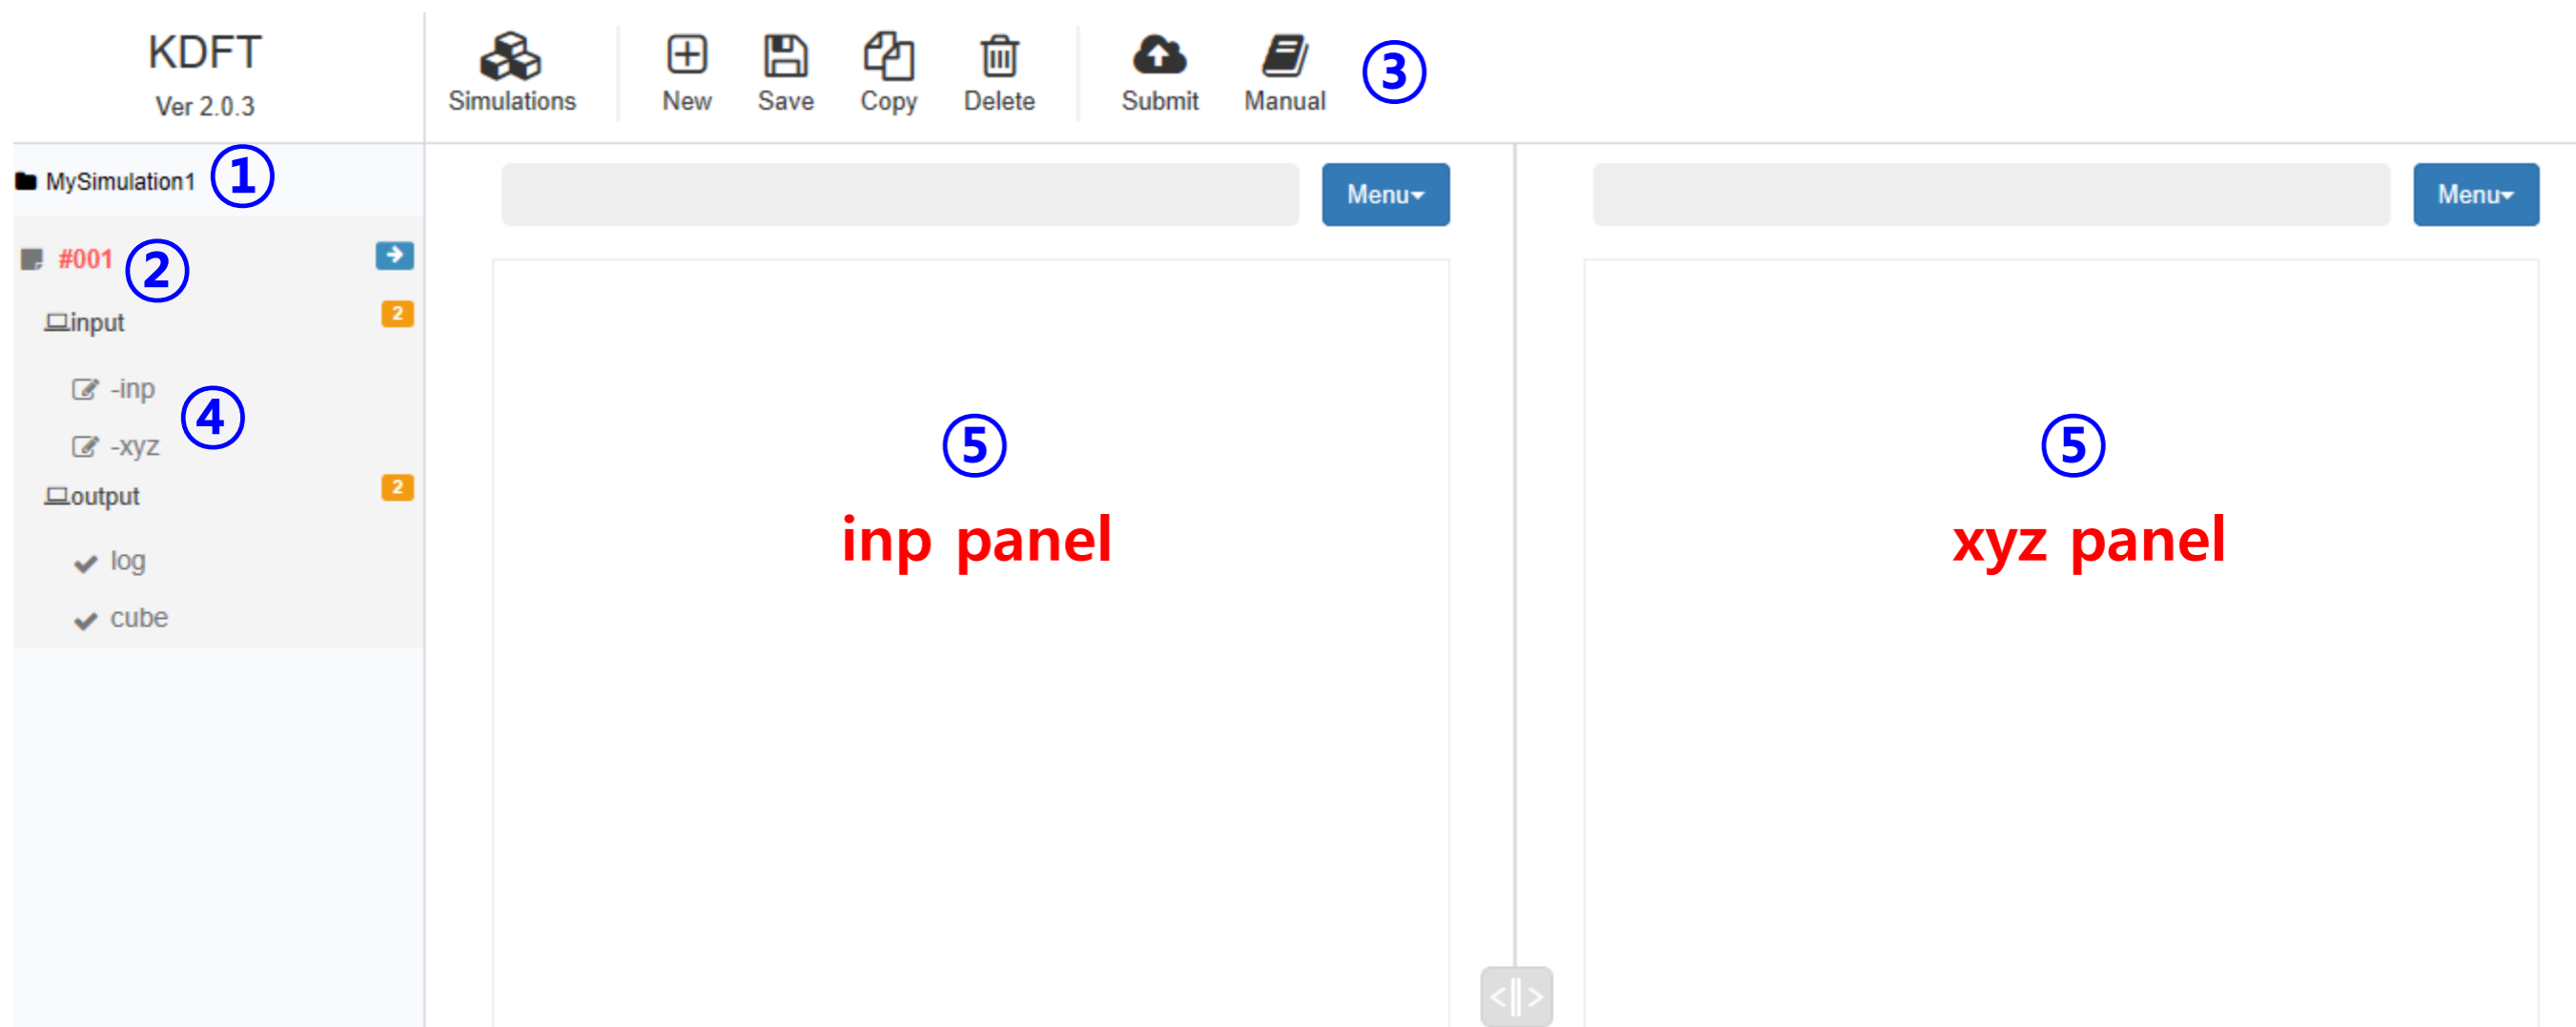 KDFT
Ver 2.0.3
Simulations New Save Copy Delete Submit Manual ③
MySimulation1 ①
Menu Menu
#001 ②
input 2
-inp
-xyz ④
output 2
log
cube
⑤ ⑤
inp panel xyz panel